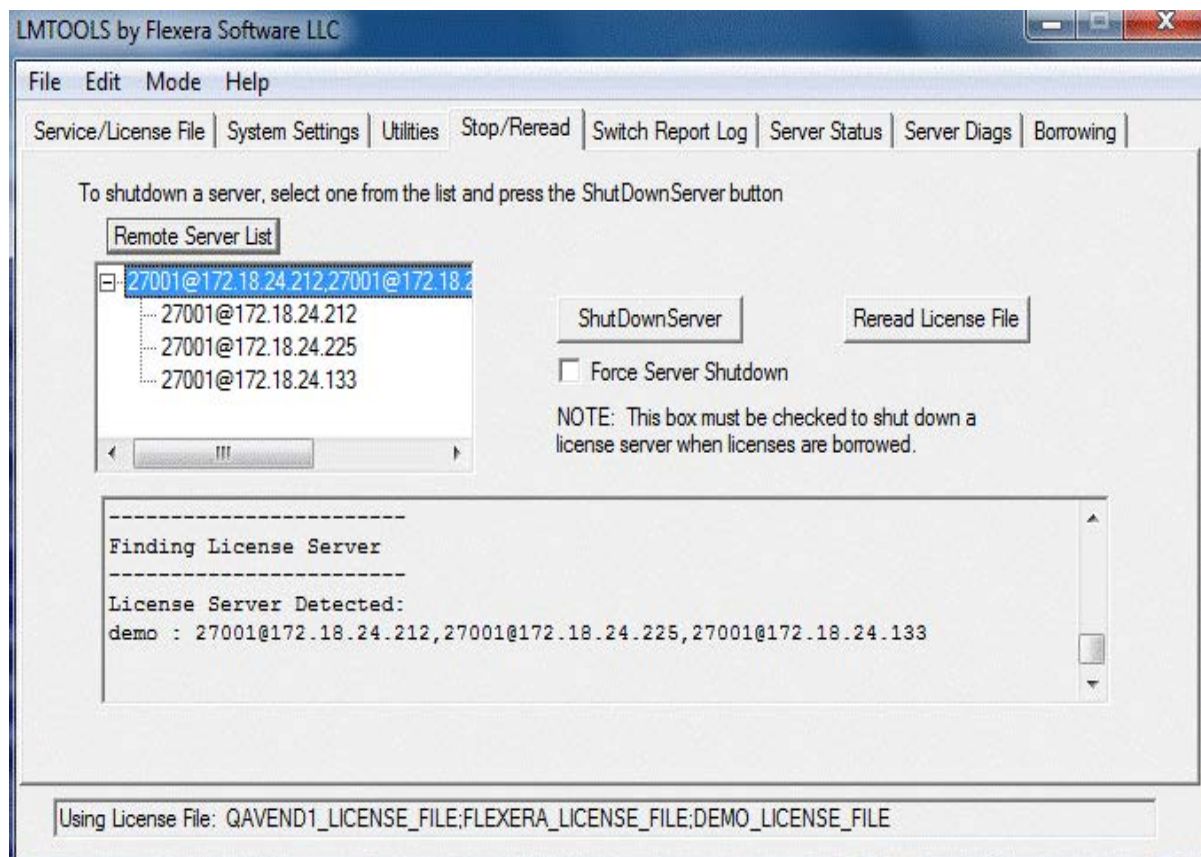 LMTOOLS by Flexera Software LLC
File Edit Mode Help
Service/License File System Settings Utilities Stop/Reread Switch Report Log Server Status Server Diags Borrowing
To shutdown a server, select one from the list and press the ShutDownServer button
Remote Server List
27001@172.18.24.212,27001@172.18.2
27001@172.18.24.212
27001@172.18.24.225
27001@172.18.24.133
ShutDownServer
Reread License File
Force Server Shutdown
NOTE: This box must be checked to shut down a
license server when licenses are borrowed.
------------------------
Finding License Server
------------------------
License Server Detected:
demo : 27001@172.18.24.212,27001@172.18.24.225,27001@172.18.24.133
Using License File: QAVEND1_LICENSE_FILE;FLEXERA_LICENSE_FILE;DEMO_LICENSE_FILE